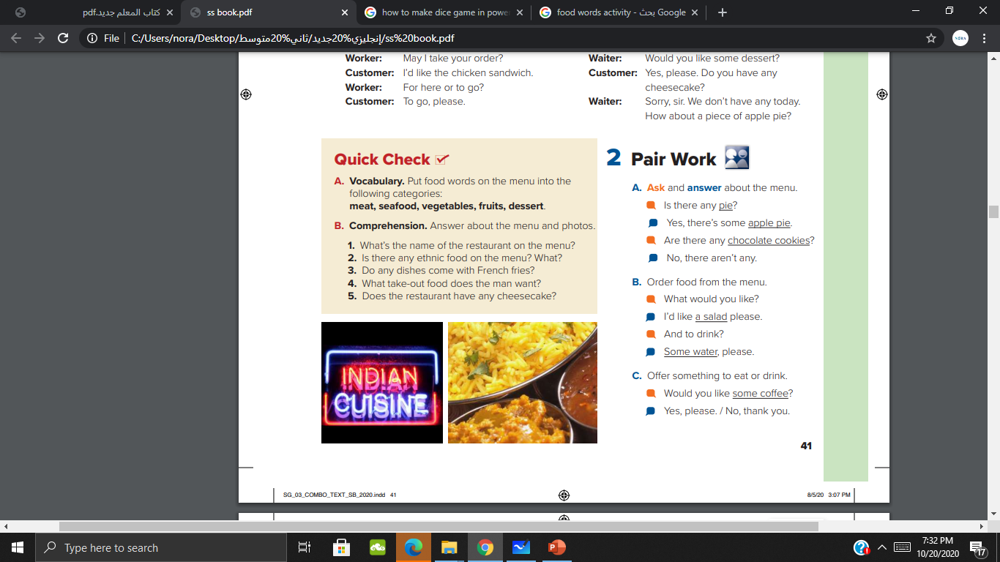 كتاب المعلم جديد.pdf
ss book.pdf
how to make dice game in power
food words activity - بحث Google
File
C:/Users/nora/Desktop/إنجليزي%20جديد/ثاني%20متوسط/ss%20book.pdf
NORA
Worker: May I take your order?
Customer: I'd like the chicken sandwich.
Worker: For here or to go?
Customer: To go, please.
Waiter: Would you like some dessert?
Customer: Yes, please. Do you have any
cheesecake?
Waiter: Sorry, sir. We don't have any today.
How about a piece of apple pie?
Quick Check
A. Vocabulary. Put food words on the menu into the
following categories:
meat, seafood, vegetables, fruits, dessert.
B. Comprehension. Answer about the menu and photos.
1. What's the name of the restaurant on the menu?
2. Is there any ethnic food on the menu? What?
3. Do any dishes come with French fries?
4. What take-out food does the man want?
5. Does the restaurant have any cheesecake?
INDIAN
CUISINE
2 Pair Work
A. Ask and answer about the menu.
Is there any pie?
Yes, there's some apple pie.
Are there any chocolate cookies?
No, there aren't any.
B. Order food from the menu.
What would you like?
I'd like a salad please.
And to drink?
Some water, please.
C. Offer something to eat or drink.
Would you like some coffee?
Yes, please. / No, thank you.
41
SG_03_COMBO_TEXT_SB_2020.indd 41
8/5/20 3:07 PM
Type here to search
7:32 PM
10/20/2020
17